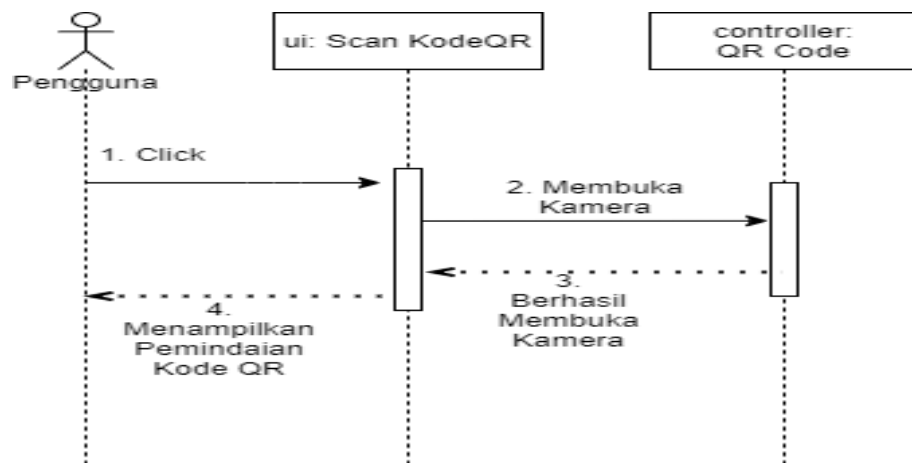 ui: Scan KodeQR
controller:
QR Code
Pengguna
1. Click
2. Membuka
Kamera
3.
Berhasil
Membuka
Kamera
4.
Menampilkan
Pemindaian
Kode QR